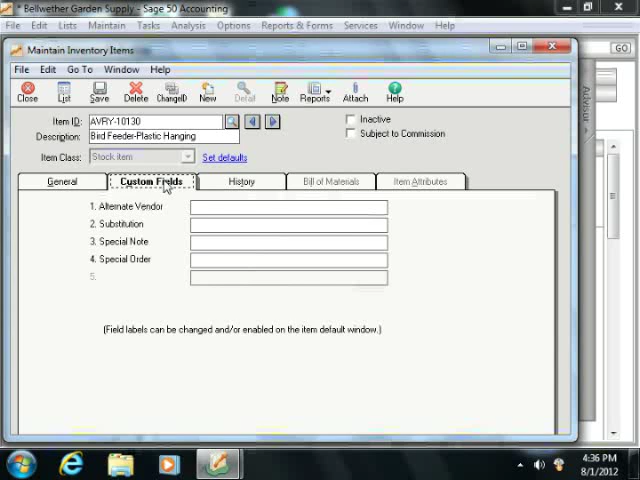 * Bellwether Garden Supply - Sage 50 Accounting
File Edit Lists Maintain Tasks Analysis Options Reports & Forms Services Window Help
GO
Maintain Inventory Items
File Edit Go To Window Help
Close List Save Delete ChangeID New Detail Note Reports Attach Help
Item ID: AVRY-10130
Inactive
Description: Bird Feeder-Plastic Hanging
Subject to Commission
Item Class: Stock item Set defaults
General Custom Fields History Bill of Materials Item Attributes
1. Alternate Vendor
2. Substitution
3. Special Note
4. Special Order
5.
(Field labels can be changed and/or enabled on the item default window.)
Advisor
4:36 PM
8/1/2012